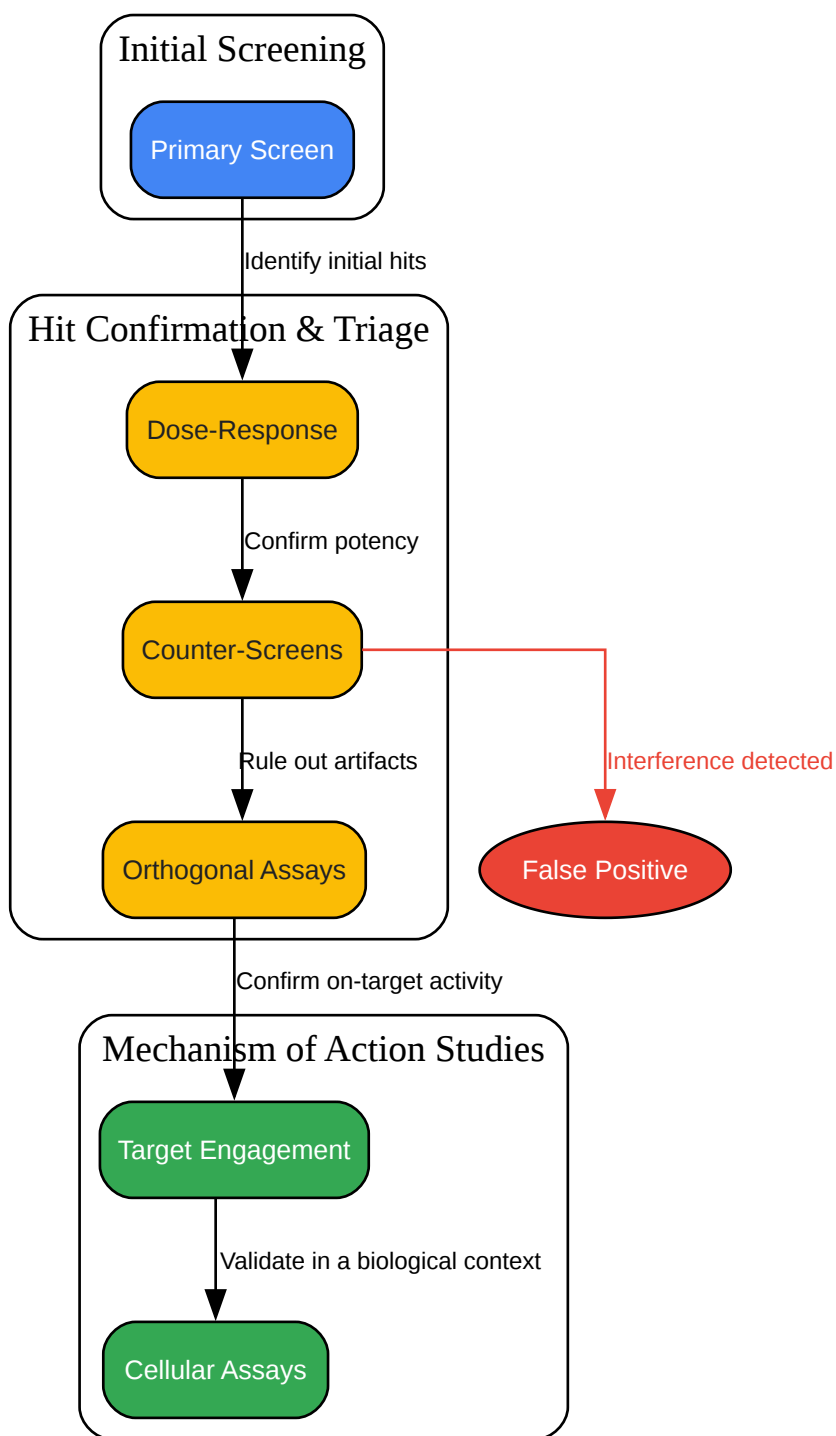 Initial Screening
Primary Screen
Identify initial hits
Hit Confirmation & Triage
Dose-Response
Confirm potency
Counter-Screens
Rule out artifacts
Interference detected
Orthogonal Assays
False Positive
Confirm on-target activity
Mechanism of Action Studies
Target Engagement
Validate in a biological context
Cellular Assays